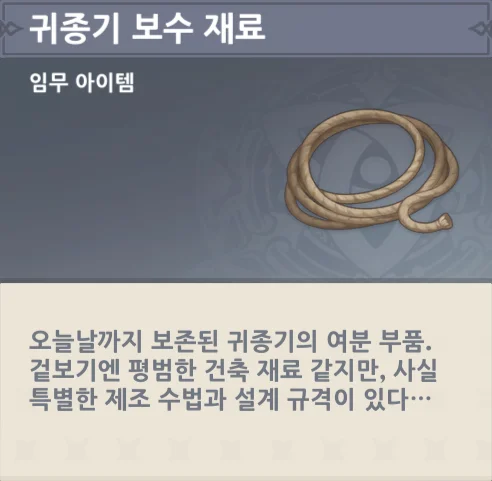 귀종기 보수 재료
임무 아이템
오늘날까지 보존된 귀종기의 여분 부품.
겉보기엔 평범한 건축 재료 같지만, 사실
특별한 제조 수법과 설계 규격이 있다…